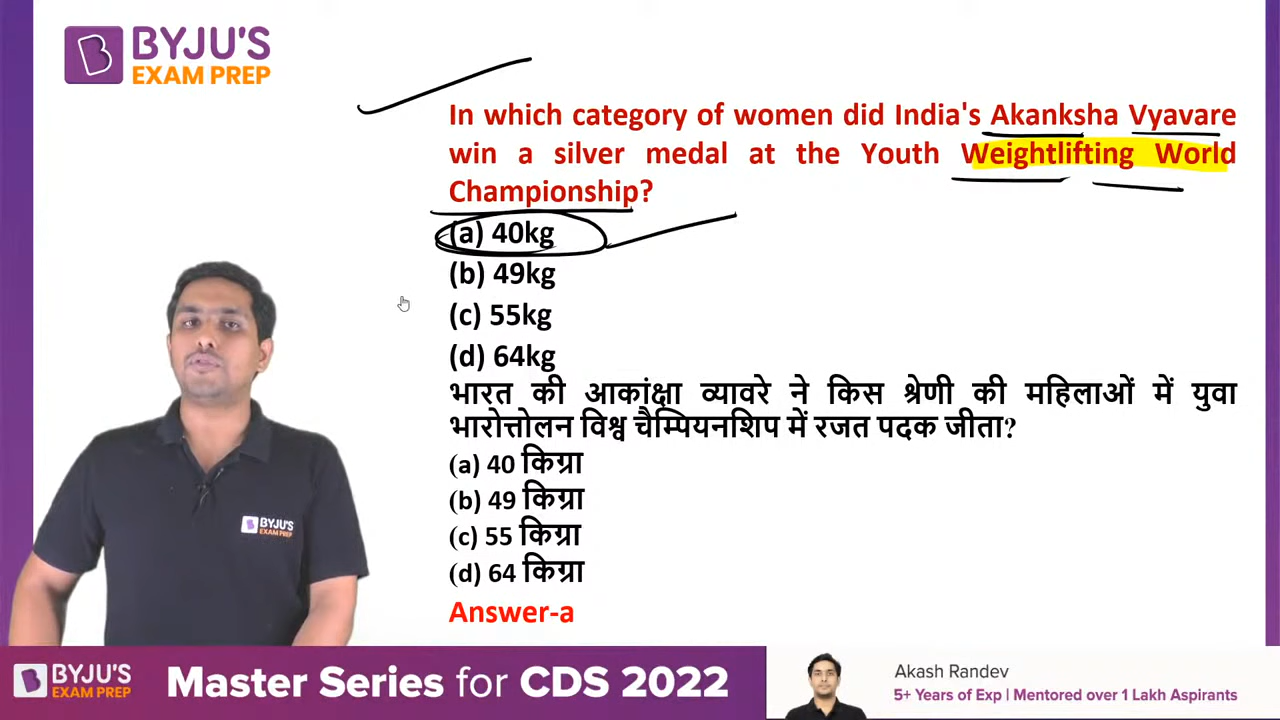 BYJU'S
EXAM PREP
In which category of women did India's Akanksha Vyavare
win a silver medal at the Youth Weightlifting World
Championship?
(a) 40kg
(b) 49kg
(c) 55kg
(d) 64kg
भारत की आकांक्षा व्यावरे ने किस श्रेणी की महिलाओं में युवा
भारोत्तोलन विश्व चैम्पियनशिप में रजत पदक जीता?
(a) 40 किग्रा
(b) 49 किग्रा
(c) 55 किग्रा
(d) 64 किग्रा
Answer-a
BYJU'S
EXAM PREP
BYJU'S
EXAM PREP
Master Series for CDS 2022
Akash Randev
5+ Years of Exp | Mentored over 1 Lakh Aspirants